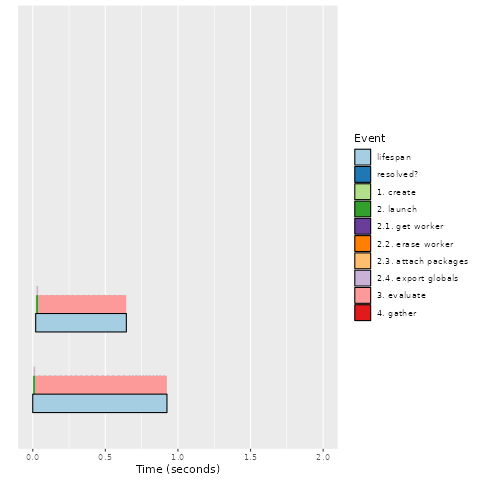 Event
lifespan
resolved?
1. create
2. launch
2.1. get worker
2.2. erase worker
2.3. attach packages
2.4. export globals
3. evaluate
4. gather
0.0 0.5 1.0 1.5 2.0
Time (seconds)